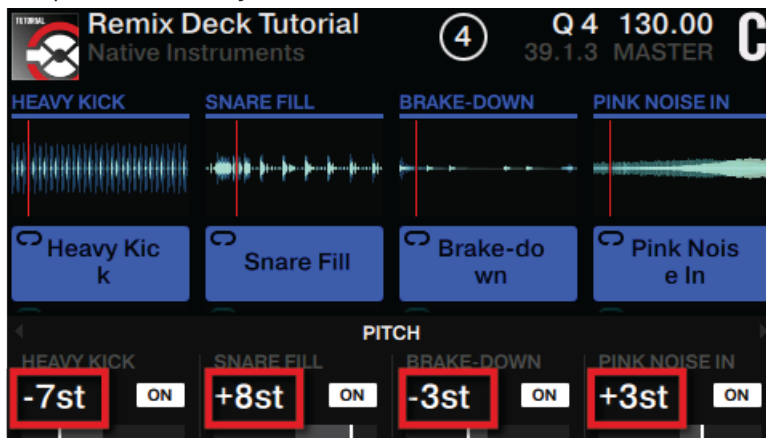 TUTORIAL
Remix Deck Tutorial
Native Instruments
4
Q 4 130.00
39.1.3 MASTER
C
HEAVY KICK SNARE FILL BRAKE-DOWN PINK NOISE IN
Heavy Kic
k
Snare Fill
Brake-do
wn
Pink Nois
e In
PITCH
HEAVY KICK SNARE FILL BRAKE-DOWN PINK NOISE IN
-7st ON +8st ON -3st ON +3st ON